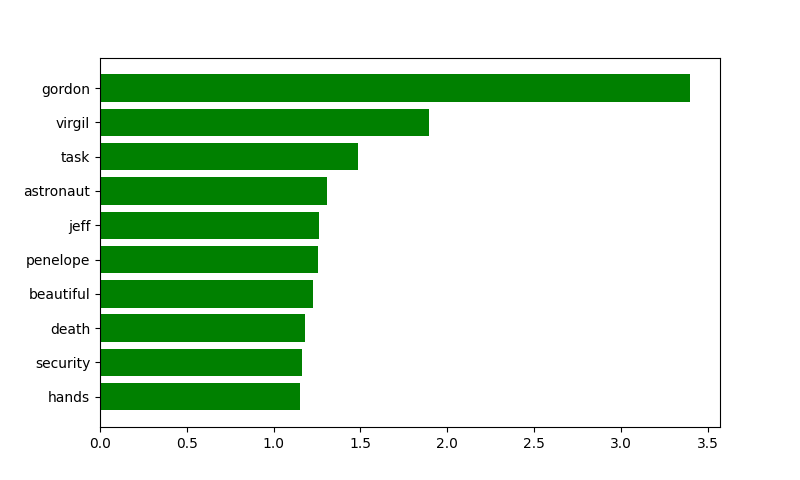 gordon
virgil
task
astronaut
jeff
penelope
beautiful
death
security
hands
0.0 0.5 1.0 1.5 2.0 2.5 3.0 3.5